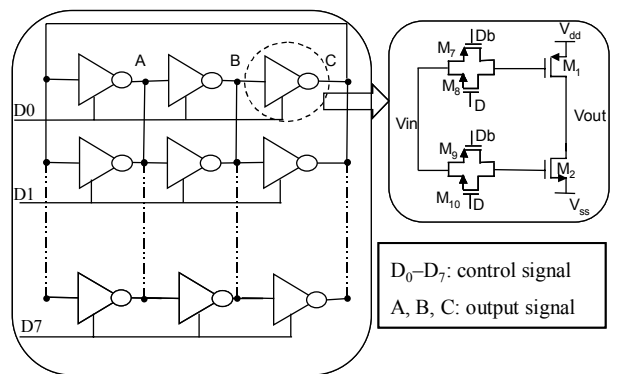 A B C
D0
D1
D7
Db
M7
Vdd
M1
M8
D
Vin
Vout
Db
M9
M2
M10
D
Vss
D0–D7: control signal
A, B, C: output signal